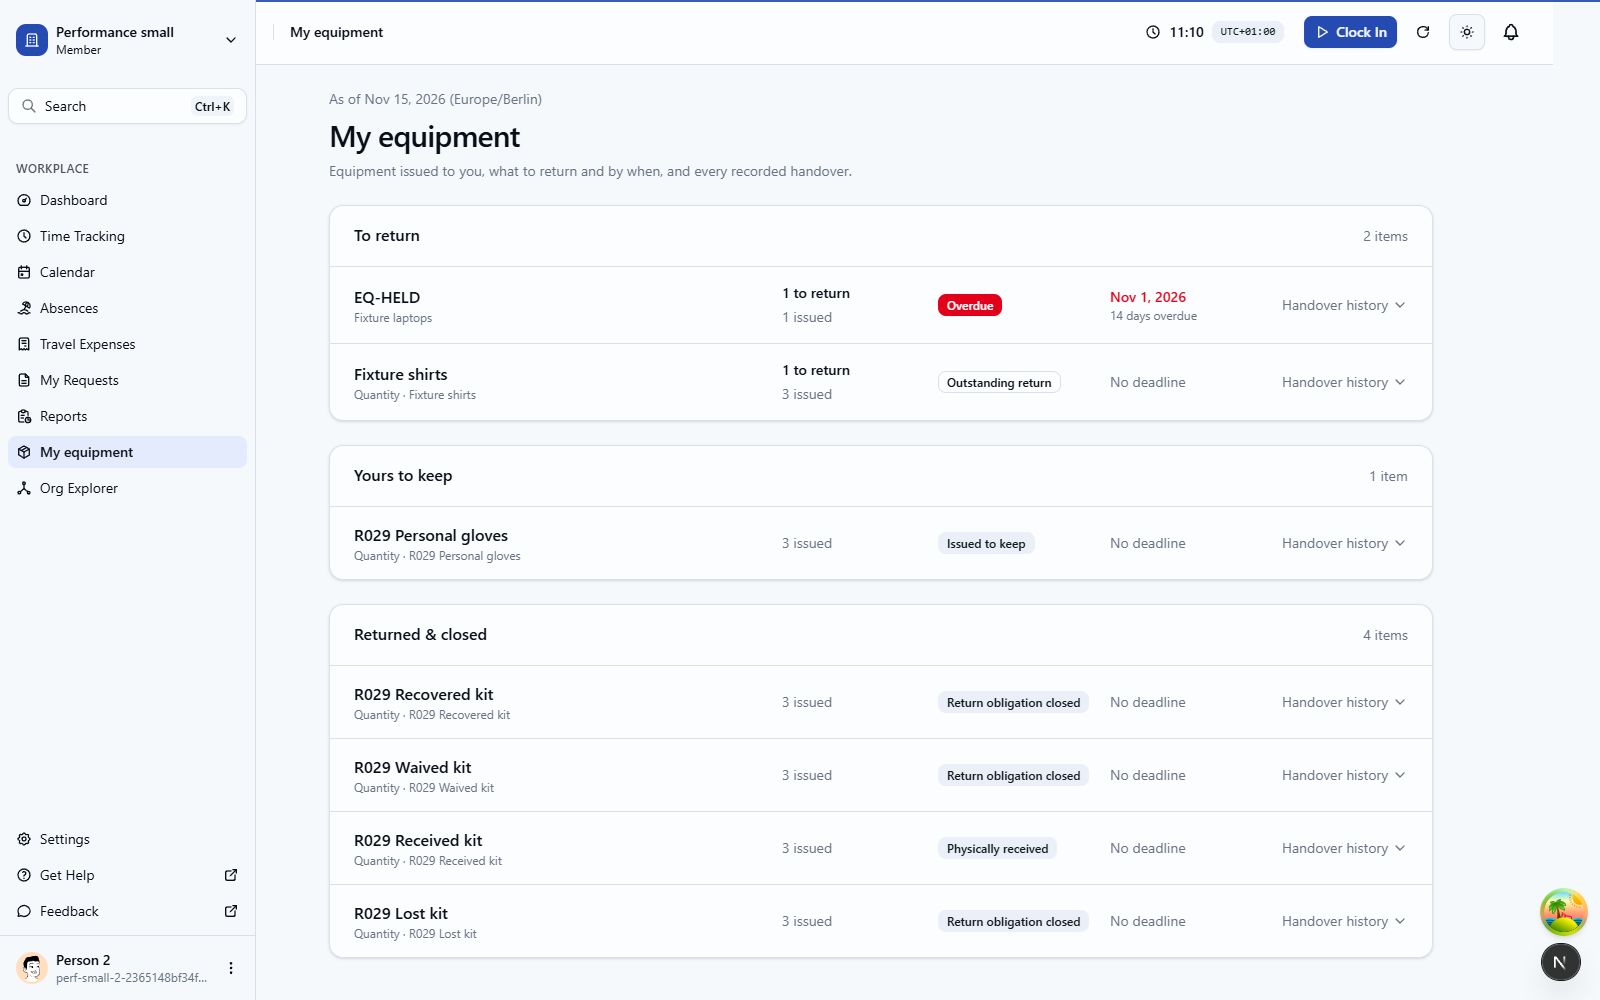 Performance small
Member
Search
Ctrl+K
WORKPLACE
Dashboard
Time Tracking
Calendar
Absences
Travel Expenses
My Requests
Reports
My equipment
Org Explorer
Settings
Get Help
Feedback
Person 2
perf-small-2-2365148bf34f...
My equipment
11:10
UTC+01:00
Clock In
As of Nov 15, 2026 (Europe/Berlin)
My equipment
Equipment issued to you, what to return and by when, and every recorded handover.
To return
2 items
EQ-HELD
Fixture laptops
1 to return
1 issued
Overdue
Nov 1, 2026
14 days overdue
Handover history
Fixture shirts
Quantity · Fixture shirts
1 to return
3 issued
Outstanding return
No deadline
Handover history
Yours to keep
1 item
R029 Personal gloves
Quantity · R029 Personal gloves
3 issued
Issued to keep
No deadline
Handover history
Returned & closed
4 items
R029 Recovered kit
Quantity · R029 Recovered kit
3 issued
Return obligation closed
No deadline
Handover history
R029 Waived kit
Quantity · R029 Waived kit
3 issued
Return obligation closed
No deadline
Handover history
R029 Received kit
Quantity · R029 Received kit
3 issued
Physically received
No deadline
Handover history
R029 Lost kit
Quantity · R029 Lost kit
3 issued
Return obligation closed
No deadline
Handover history
N